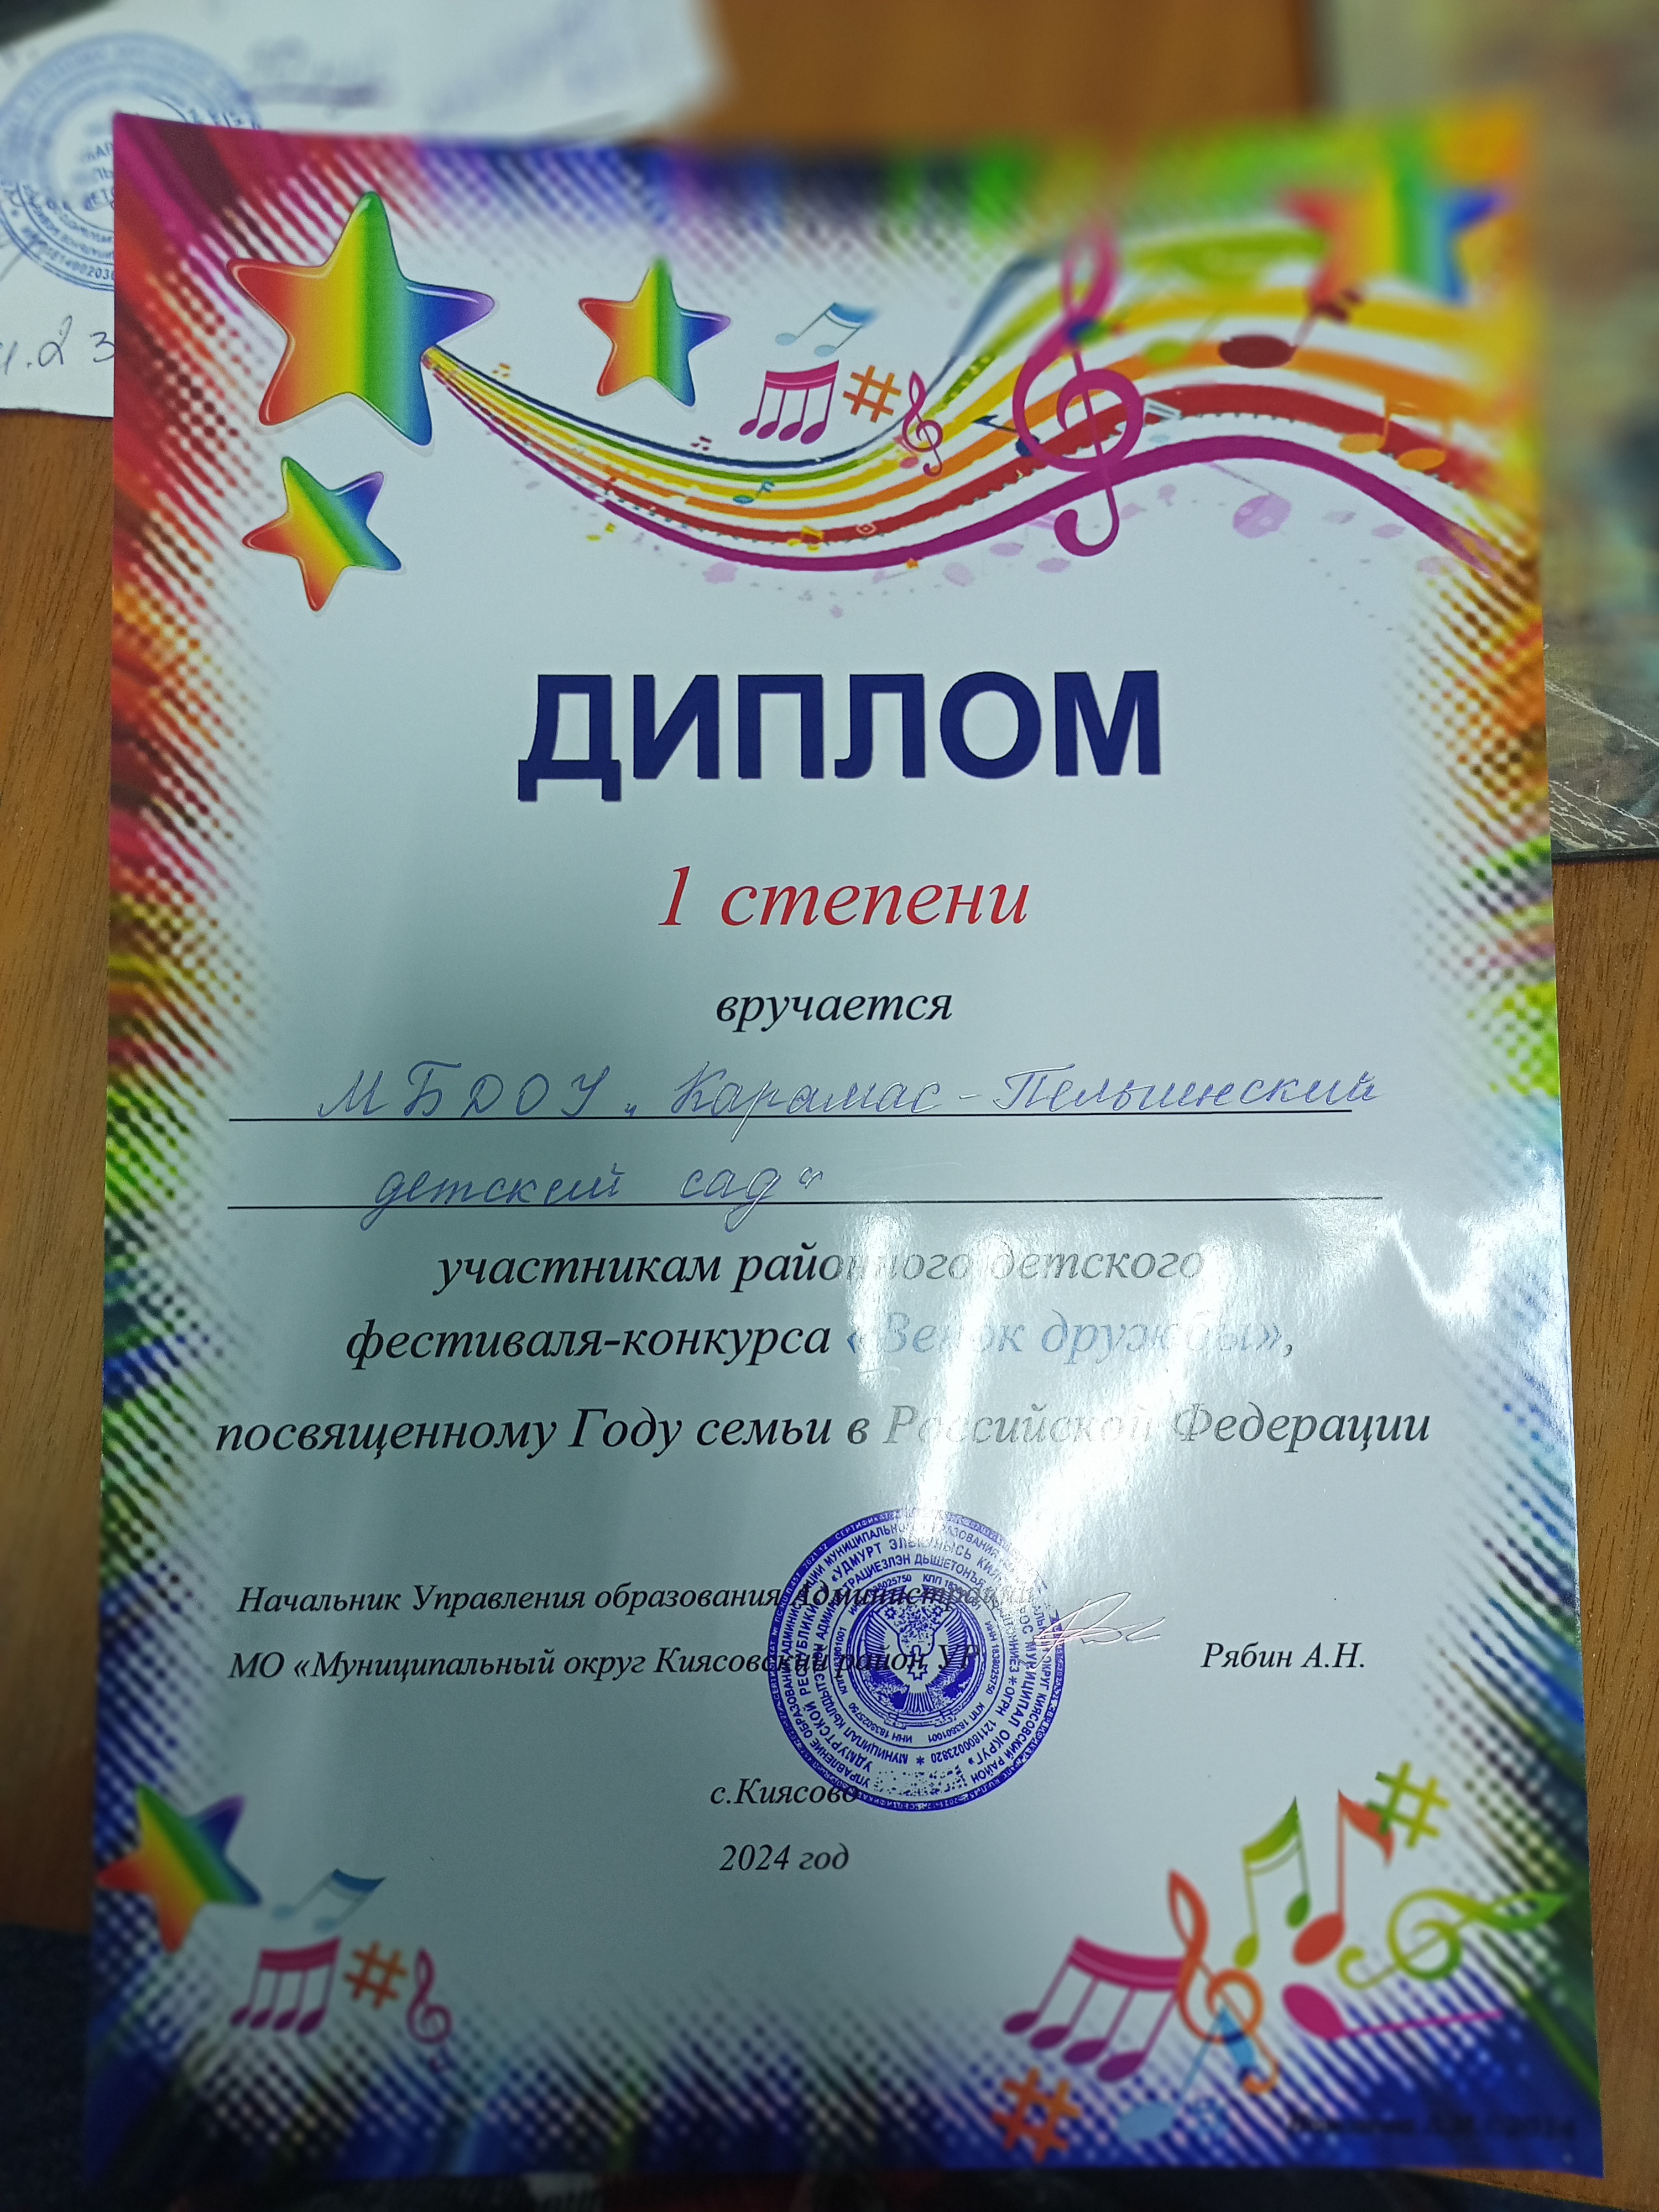 ДИПЛОМ
1 степени
вручается
МБДОУ „Карамас-Пельгинский
детский сад“
участникам районного детского
фестиваля-конкурса «Венок дружбы»,
посвященному Году семьи в Российской Федерации
Начальник Управления образования Администрации
МО «Муниципальный округ Киясовский район УР
Рябин А.Н.
с.Киясово
2024 год